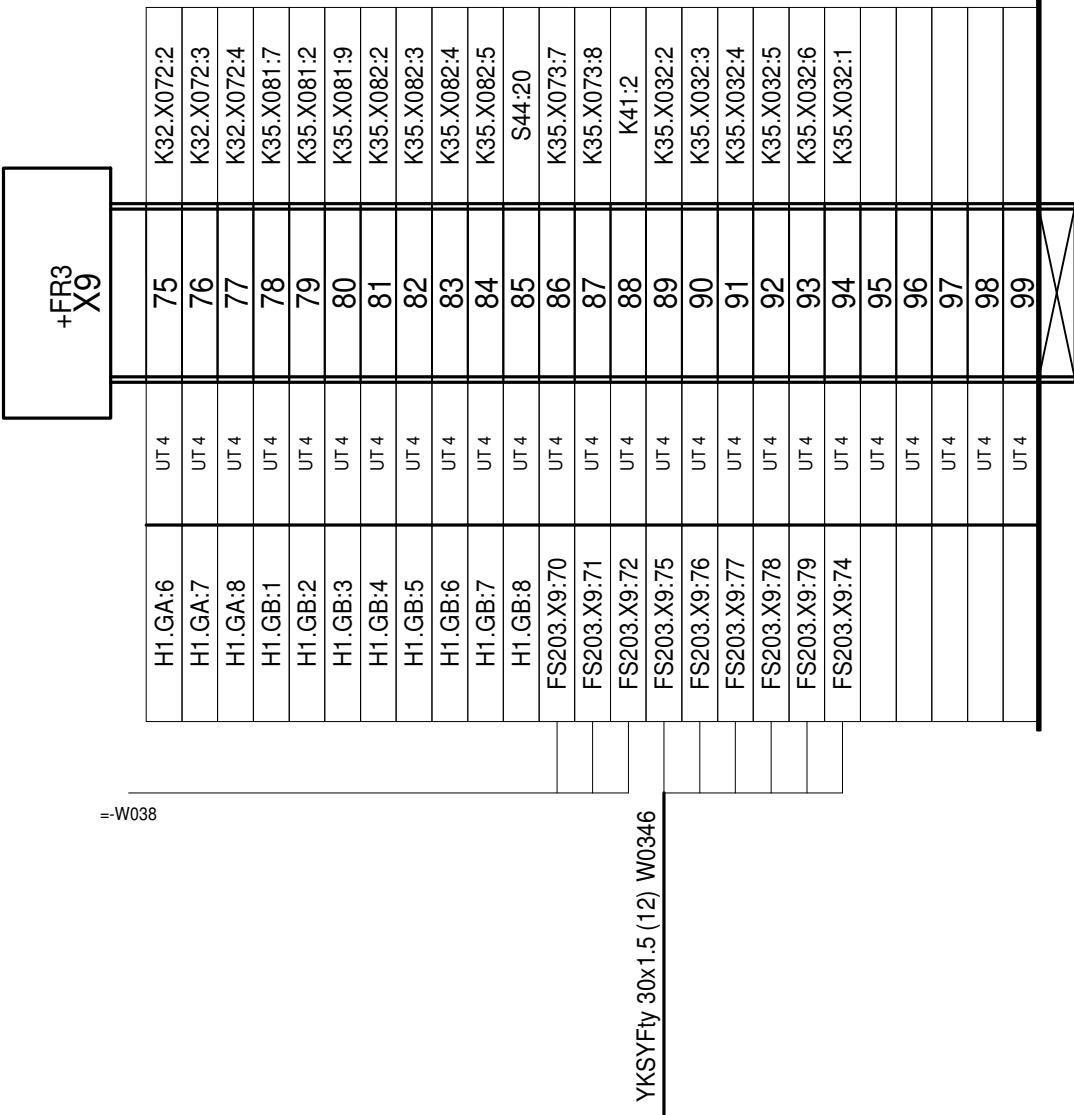 +FR3
X9
K32.X072:2 75 UT 4 H1.GA:6
K32.X072:3 76 UT 4 H1.GA:7
K32.X072:4 77 UT 4 H1.GA:8
K35.X081:7 78 UT 4 H1.GB:1
K35.X081:2 79 UT 4 H1.GB:2
K35.X081:9 80 UT 4 H1.GB:3
K35.X082:2 81 UT 4 H1.GB:4
K35.X082:3 82 UT 4 H1.GB:5
K35.X082:4 83 UT 4 H1.GB:6
K35.X082:5 84 UT 4 H1.GB:7
S44:20 85 UT 4 H1.GB:8
K35.X073:7 86 UT 4 FS203.X9:70
K35.X073:8 87 UT 4 FS203.X9:71
K41:2 88 UT 4 FS203.X9:72
K35.X032:2 89 UT 4 FS203.X9:75
K35.X032:3 90 UT 4 FS203.X9:76
K35.X032:4 91 UT 4 FS203.X9:77
K35.X032:5 92 UT 4 FS203.X9:78
K35.X032:6 93 UT 4 FS203.X9:79
K35.X032:1 94 UT 4 FS203.X9:74
95 UT 4
96 UT 4
97 UT 4
98 UT 4
99 UT 4
=-W038
YKSYFty 30x1.5 (12) W0346